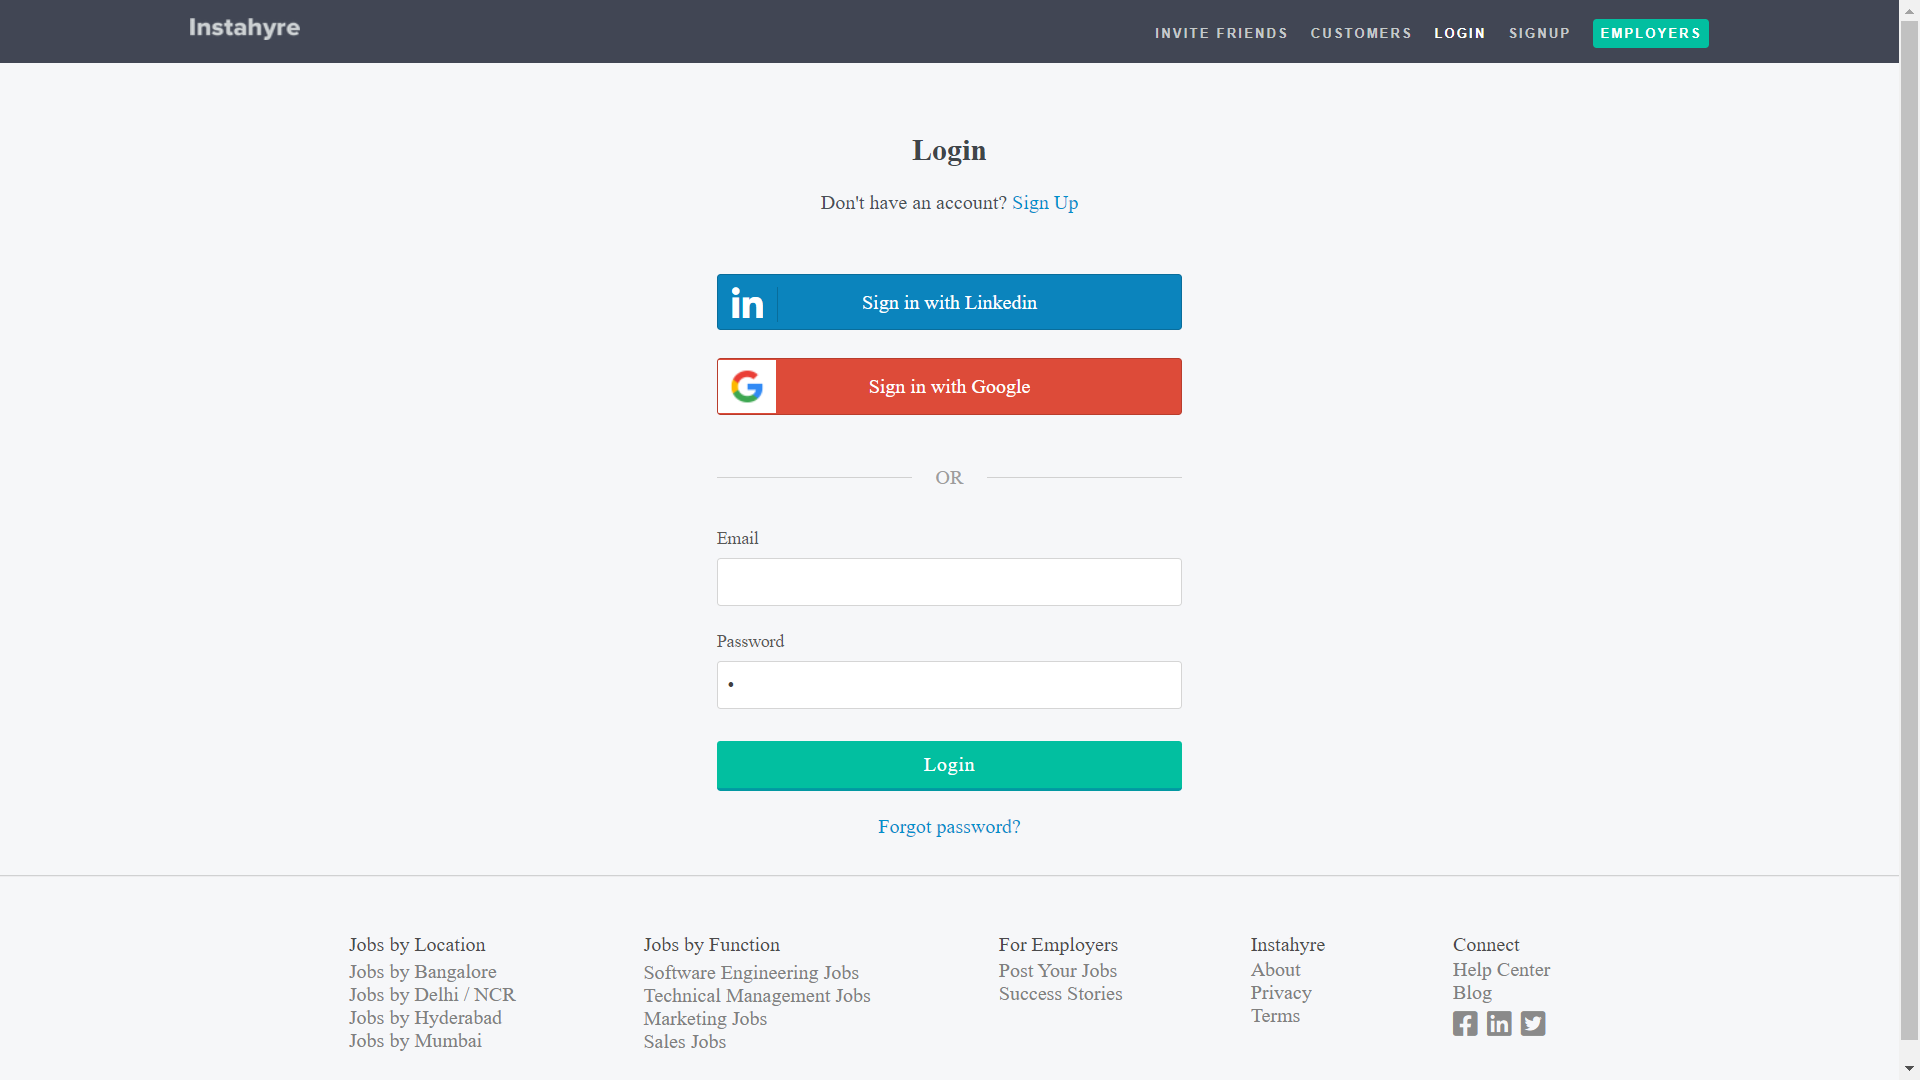 Instahyre
INVITE FRIENDS
CUSTOMERS
LOGIN
SIGNUP
EMPLOYERS
Login
Don't have an account? Sign Up
in
Sign in with Linkedin
G
Sign in with Google
OR
Email
Password
•
Login
Forgot password?
Jobs by Location
Jobs by Bangalore
Jobs by Delhi / NCR
Jobs by Hyderabad
Jobs by Mumbai
Jobs by Function
Software Engineering Jobs
Technical Management Jobs
Marketing Jobs
Sales Jobs
For Employers
Post Your Jobs
Success Stories
Instahyre
About
Privacy
Terms
Connect
Help Center
Blog